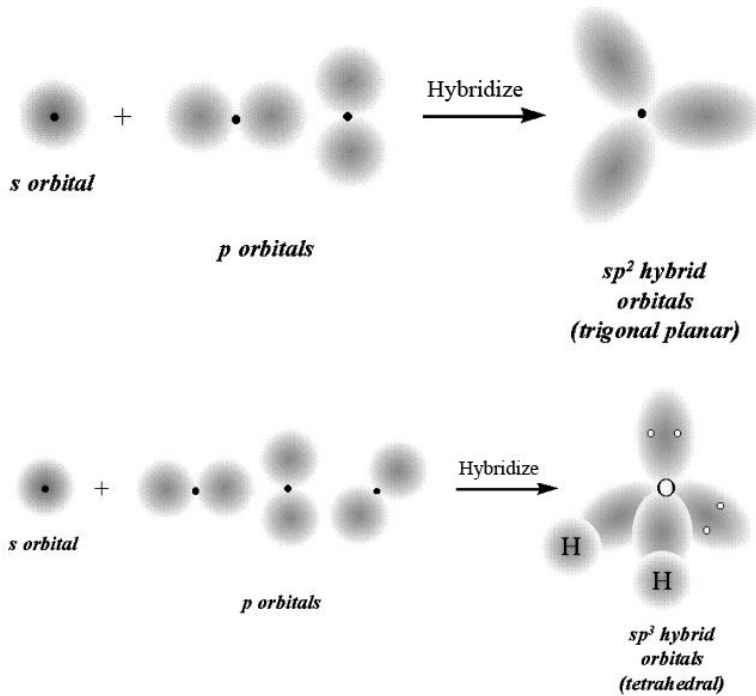 Hybridize
+
s orbital
p orbitals
sp² hybrid
orbitals
(trigonal planar)
Hybridize
+
O
H
H
s orbital
p orbitals
sp³ hybrid
orbitals
(tetrahedral)